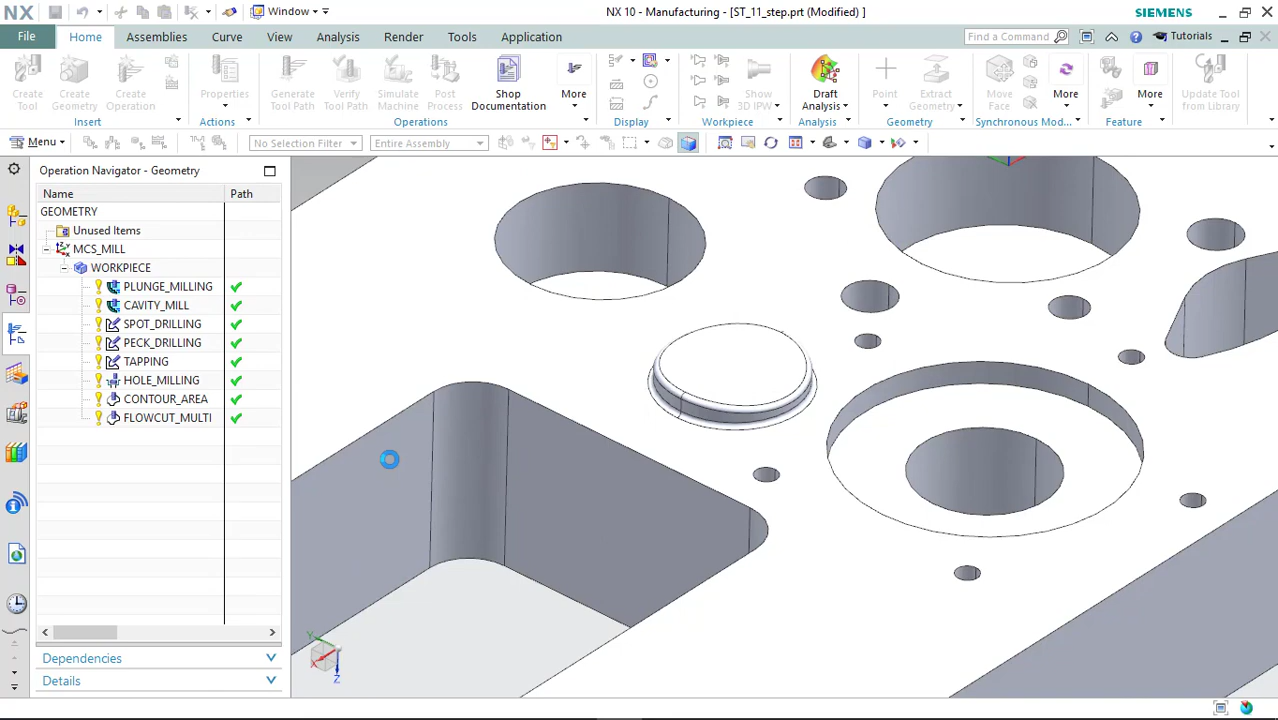 NX Window NX 10 - Manufacturing - [ST_11_step.prt (Modified) ] SIEMENS
File Home Assemblies Curve View Analysis Render Tools Application Find a Command Tutorials
Create Tool Create Geometry Create Operation Properties Generate Tool Path Verify Tool Path Simulate Machine Post Process Shop Documentation More Show 3D IPW Draft Analysis Point Extract Geometry Move Face More More Update Tool from Library
Insert Actions Operations Display Workpiece Analysis Geometry Synchronous Mod... Feature
Menu No Selection Filter Entire Assembly
Operation Navigator - Geometry
Name Path
GEOMETRY
Unused Items
MCS_MILL
WORKPIECE
PLUNGE_MILLING
CAVITY_MILL
SPOT_DRILLING
PECK_DRILLING
TAPPING
HOLE_MILLING
CONTOUR_AREA
FLOWCUT_MULTI
Y
X
Z
Dependencies
Details